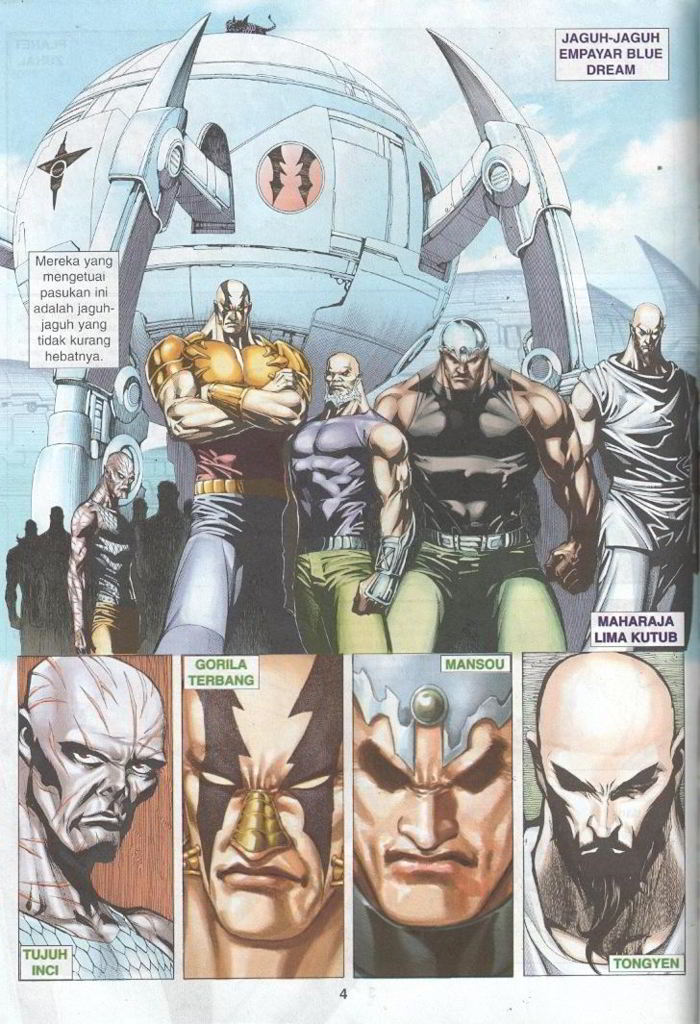 JAGUH-JAGUH
EMPAYAR BLUE
DREAM
Mereka yang
mengetuai
pasukan ini
adalah jaguh-
jaguh yang
tidak kurang
hebatnya.
MAHARAJA
LIMA KUTUB
TUJUH
INCI
GORILA
TERBANG
MANSOU
TONGYEN
4